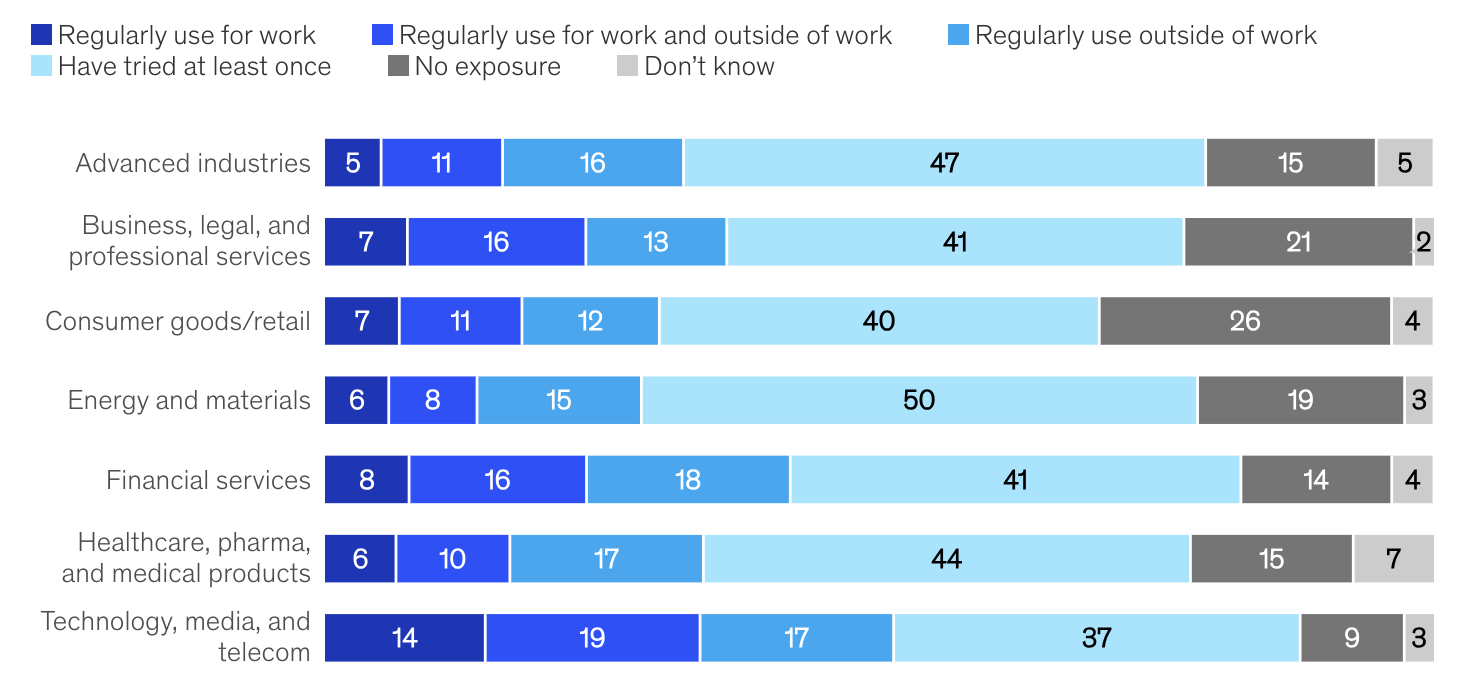 Regularly use for work Regularly use for work and outside of work Regularly use outside of work
Have tried at least once No exposure Don’t know
Advanced industries 5 11 16 47 15 5
Business, legal, and
professional services 7 16 13 41 21 2
Consumer goods/retail 7 11 12 40 26 4
Energy and materials 6 8 15 50 19 3
Financial services 8 16 18 41 14 4
Healthcare, pharma,
and medical products 6 10 17 44 15 7
Technology, media, and
telecom 14 19 17 37 9 3